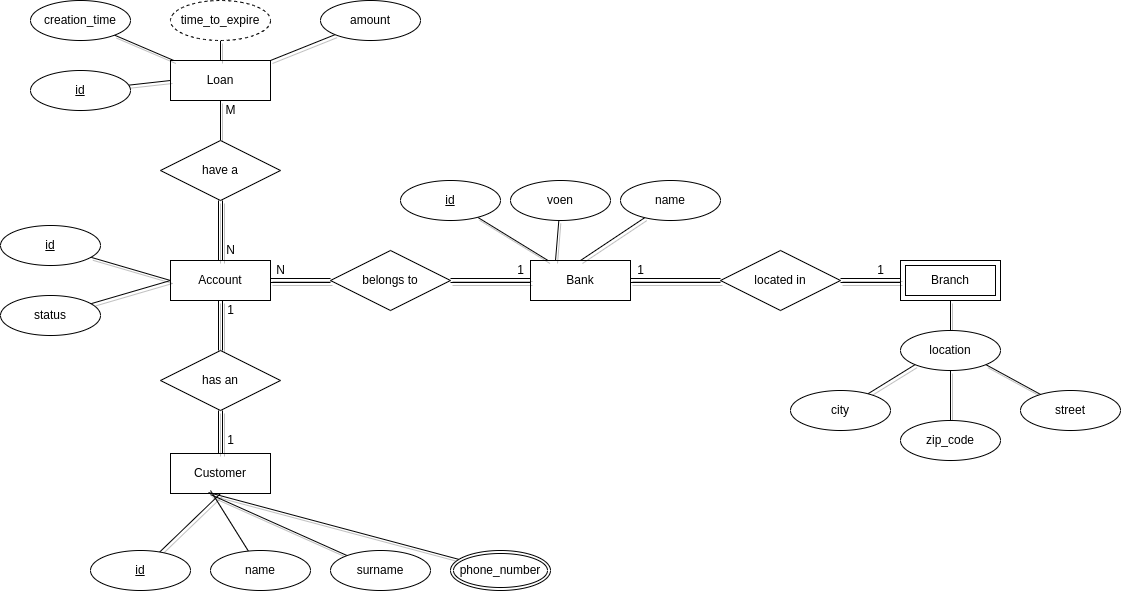 creation_time
time_to_expire
amount
id
Loan
M
have a
N
id
status
Account
N
belongs to
1
id
voen
name
Bank
1
located in
1
Branch
location
city
zip_code
street
1
has an
1
Customer
id
name
surname
phone_number